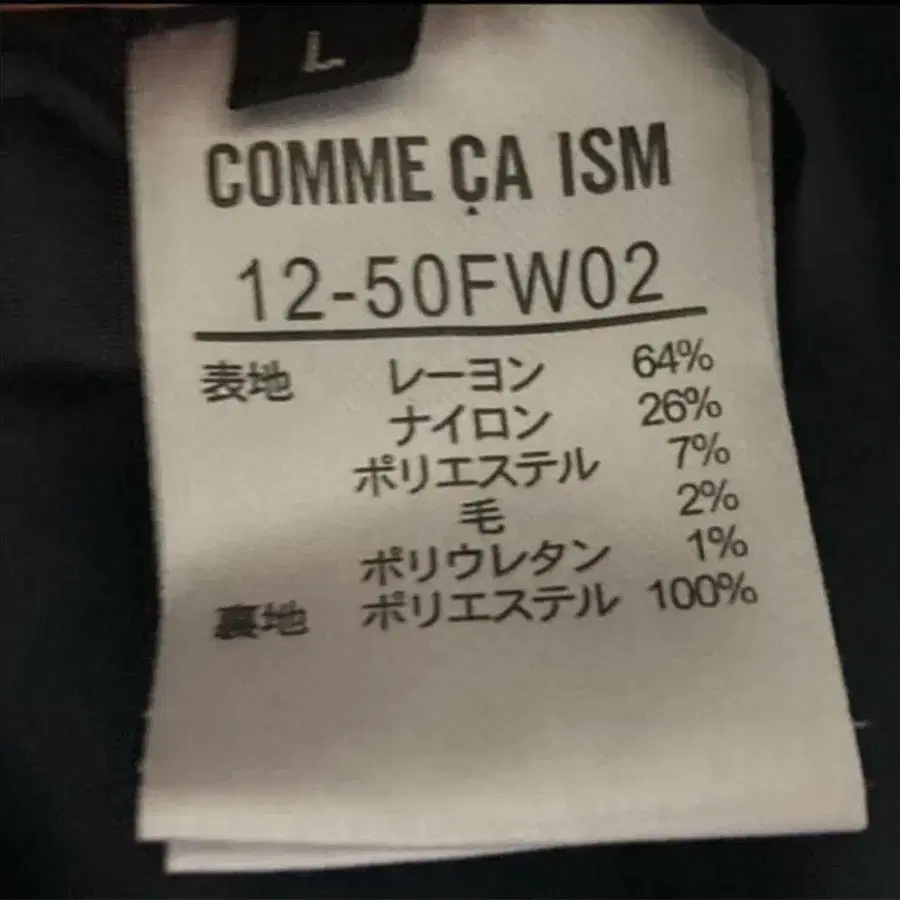 L
COMME ÇA ISM
12-50FW02
表地 レーヨン 64%
ナイロン 26%
ポリエステル 7%
毛 2%
ポリウレタン 1%
裏地 ポリエステル 100%